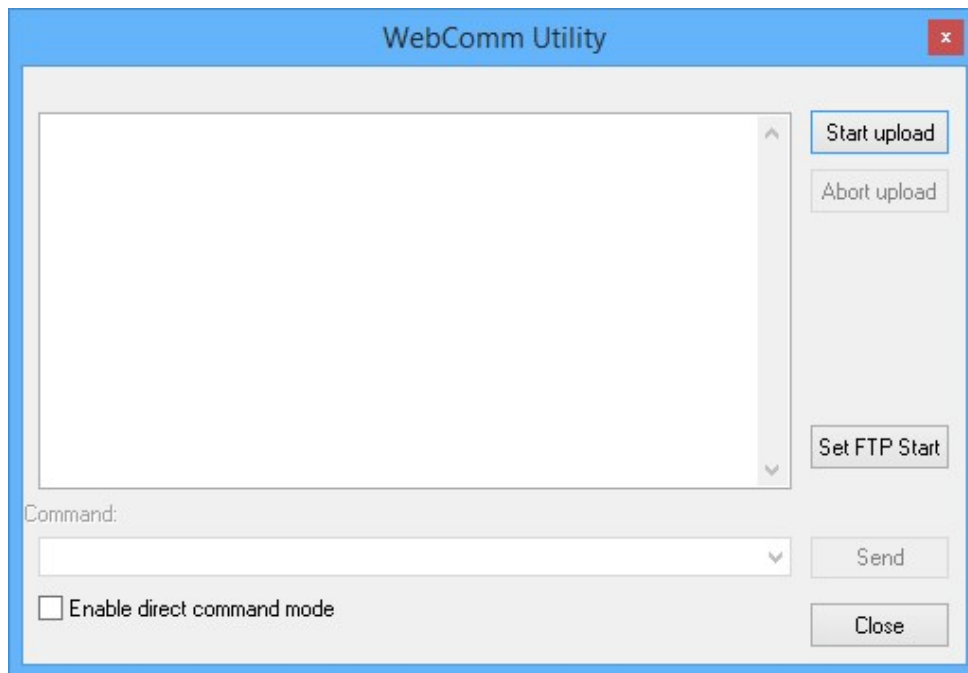 WebComm Utility
x
Start upload
Abort upload
Set FTP Start
Command:
Send
Enable direct command mode
Close